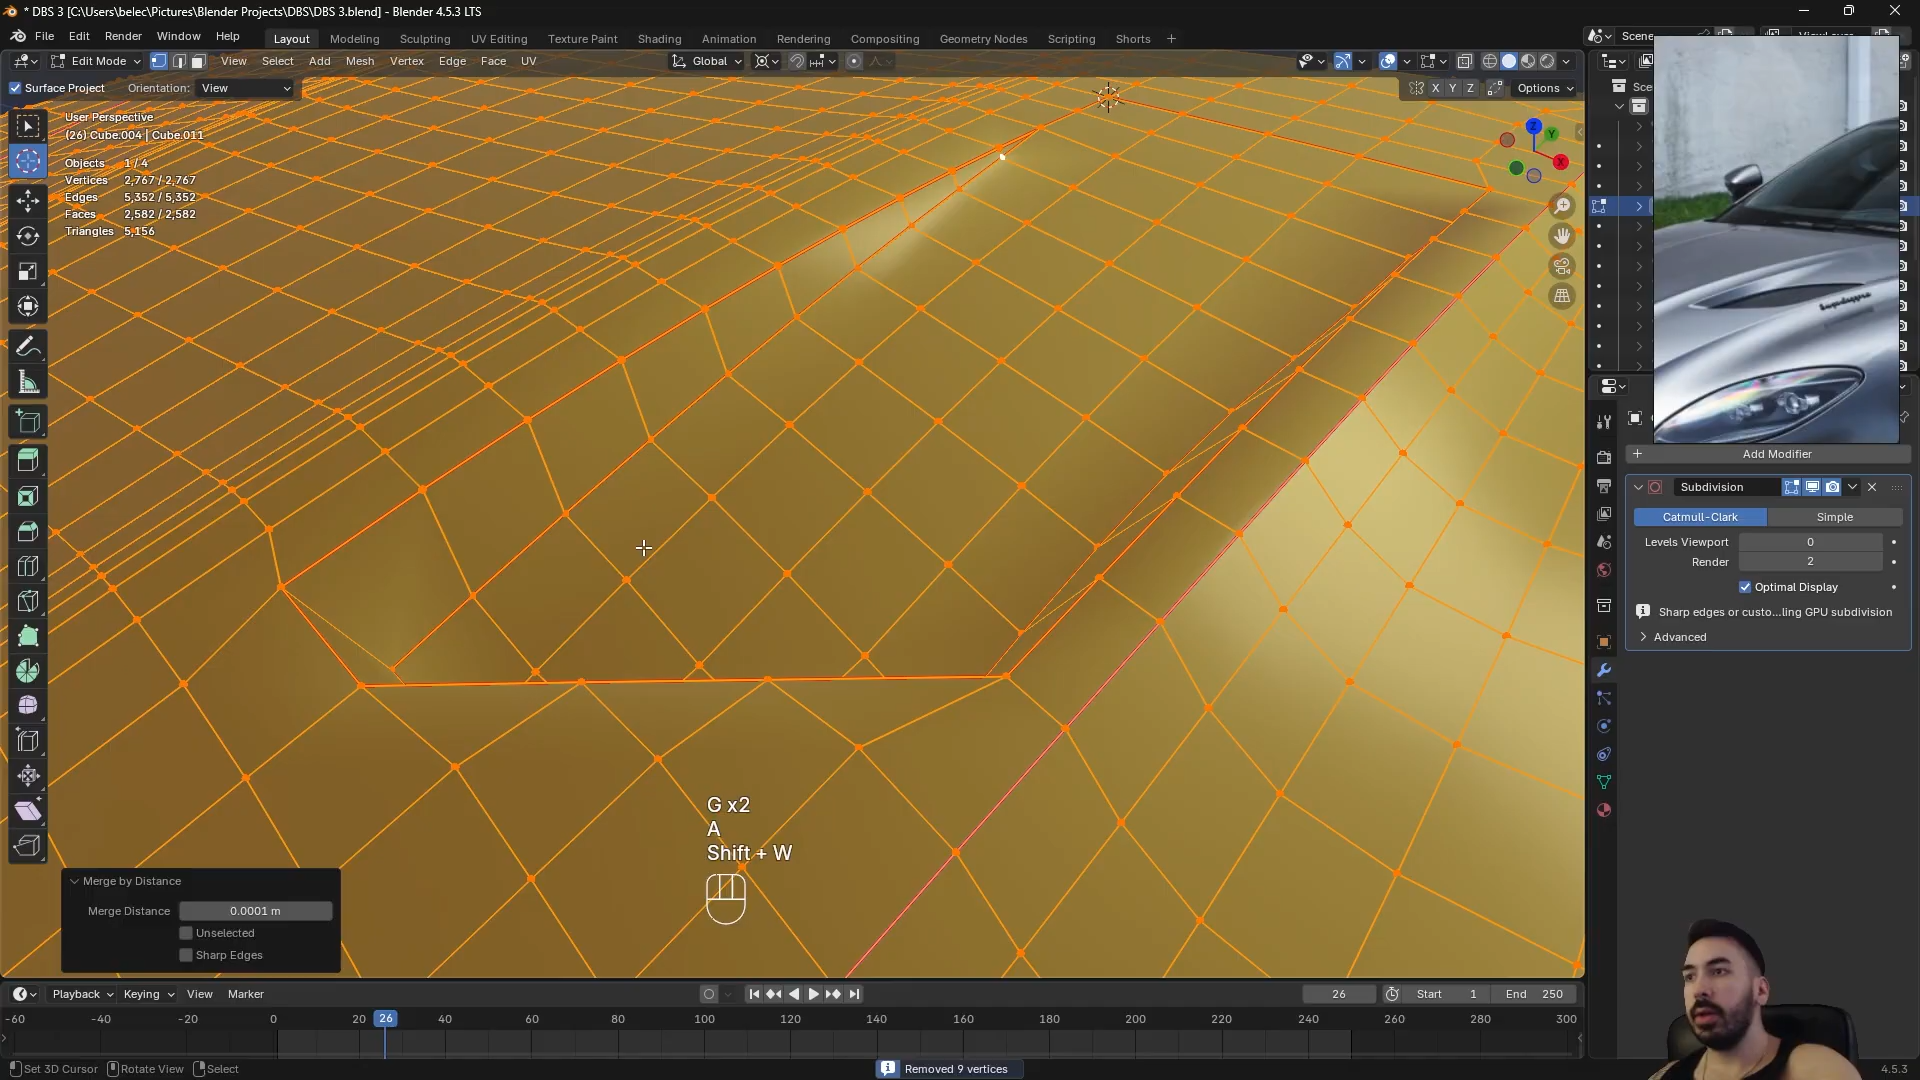 * DBS 3 [C:\Users\belec\Pictures\Blender Projects\DBS\DBS 3.blend] - Blender 4.5.3 LTS
File Edit Render Window Help
Layout Modeling Sculpting UV Editing Texture Paint Shading Animation Rendering Compositing Geometry Nodes Scripting Shorts +
Scene
Edit Mode View Select Add Mesh Vertex Edge Face UV
Global
Surface Project Orientation: View
X Y Z Options
User Perspective
(26) Cube.004 | Cube.011
Objects 1 / 4
Vertices 2,767 / 2,767
Edges 5,352 / 5,352
Faces 2,582 / 2,582
Triangles 5,156
Z
Y
X
Sce
Add Modifier
Subdivision
Catmull-Clark Simple
Levels Viewport 0
Render 2
Optimal Display
Sharp edges or custo...ling GPU subdivision
Advanced
G x2
A
Shift + W
Merge by Distance
Merge Distance 0.0001 m
Unselected
Sharp Edges
Playback Keying View Marker
26 Start 1 End 250
-60 -40 -20 0 20 26 40 60 80 100 120 140 160 180 200 220 240 260 280 300
Set 3D Cursor Rotate View Select
Removed 9 vertices
4.5.3